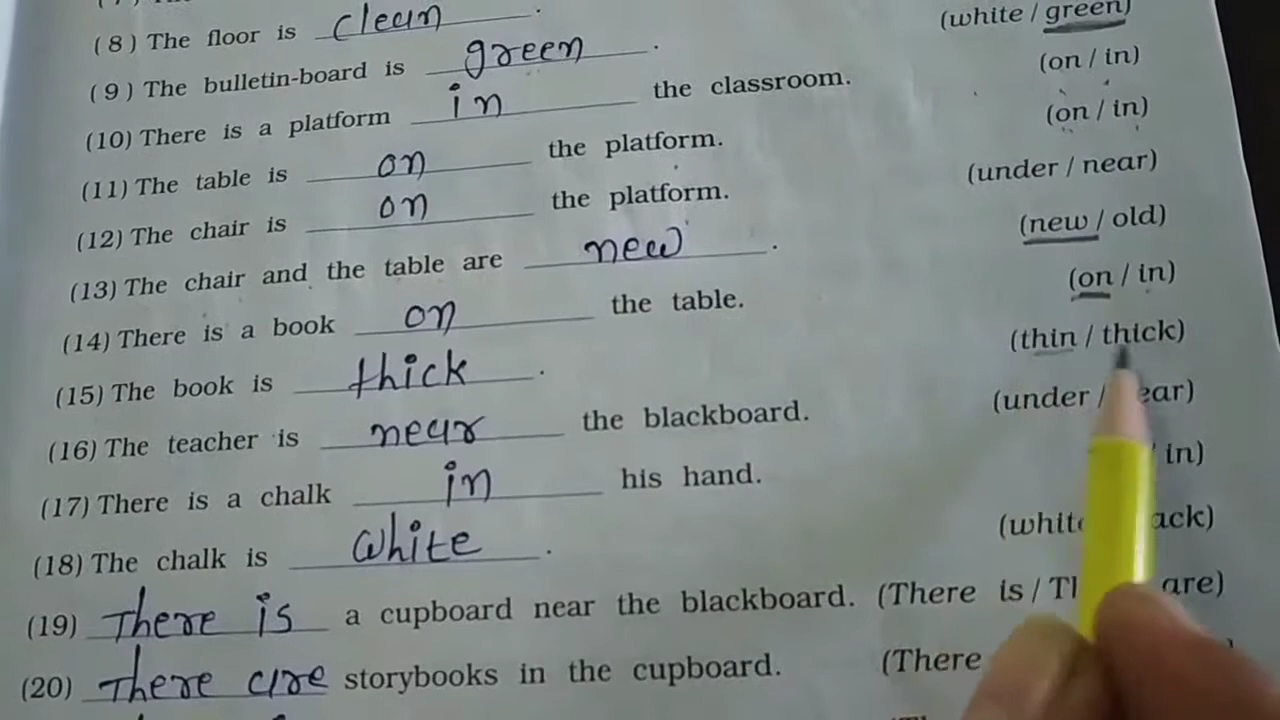 (8) The floor is clean . (white / green)
(9) The bulletin-board is green . (on / in)
(10) There is a platform in the classroom. (on / in)
(11) The table is on the platform. (under / near)
(12) The chair is on the platform. (new / old)
(13) The chair and the table are new . (on / in)
(14) There is a book on the table. (thin / thick)
(15) The book is thick . (under / ear)
(16) The teacher is near the blackboard. in)
(17) There is a chalk in his hand. (white ack)
(18) The chalk is white .
(19) There is a cupboard near the blackboard. (There is / Th are)
(20) There are storybooks in the cupboard. (There